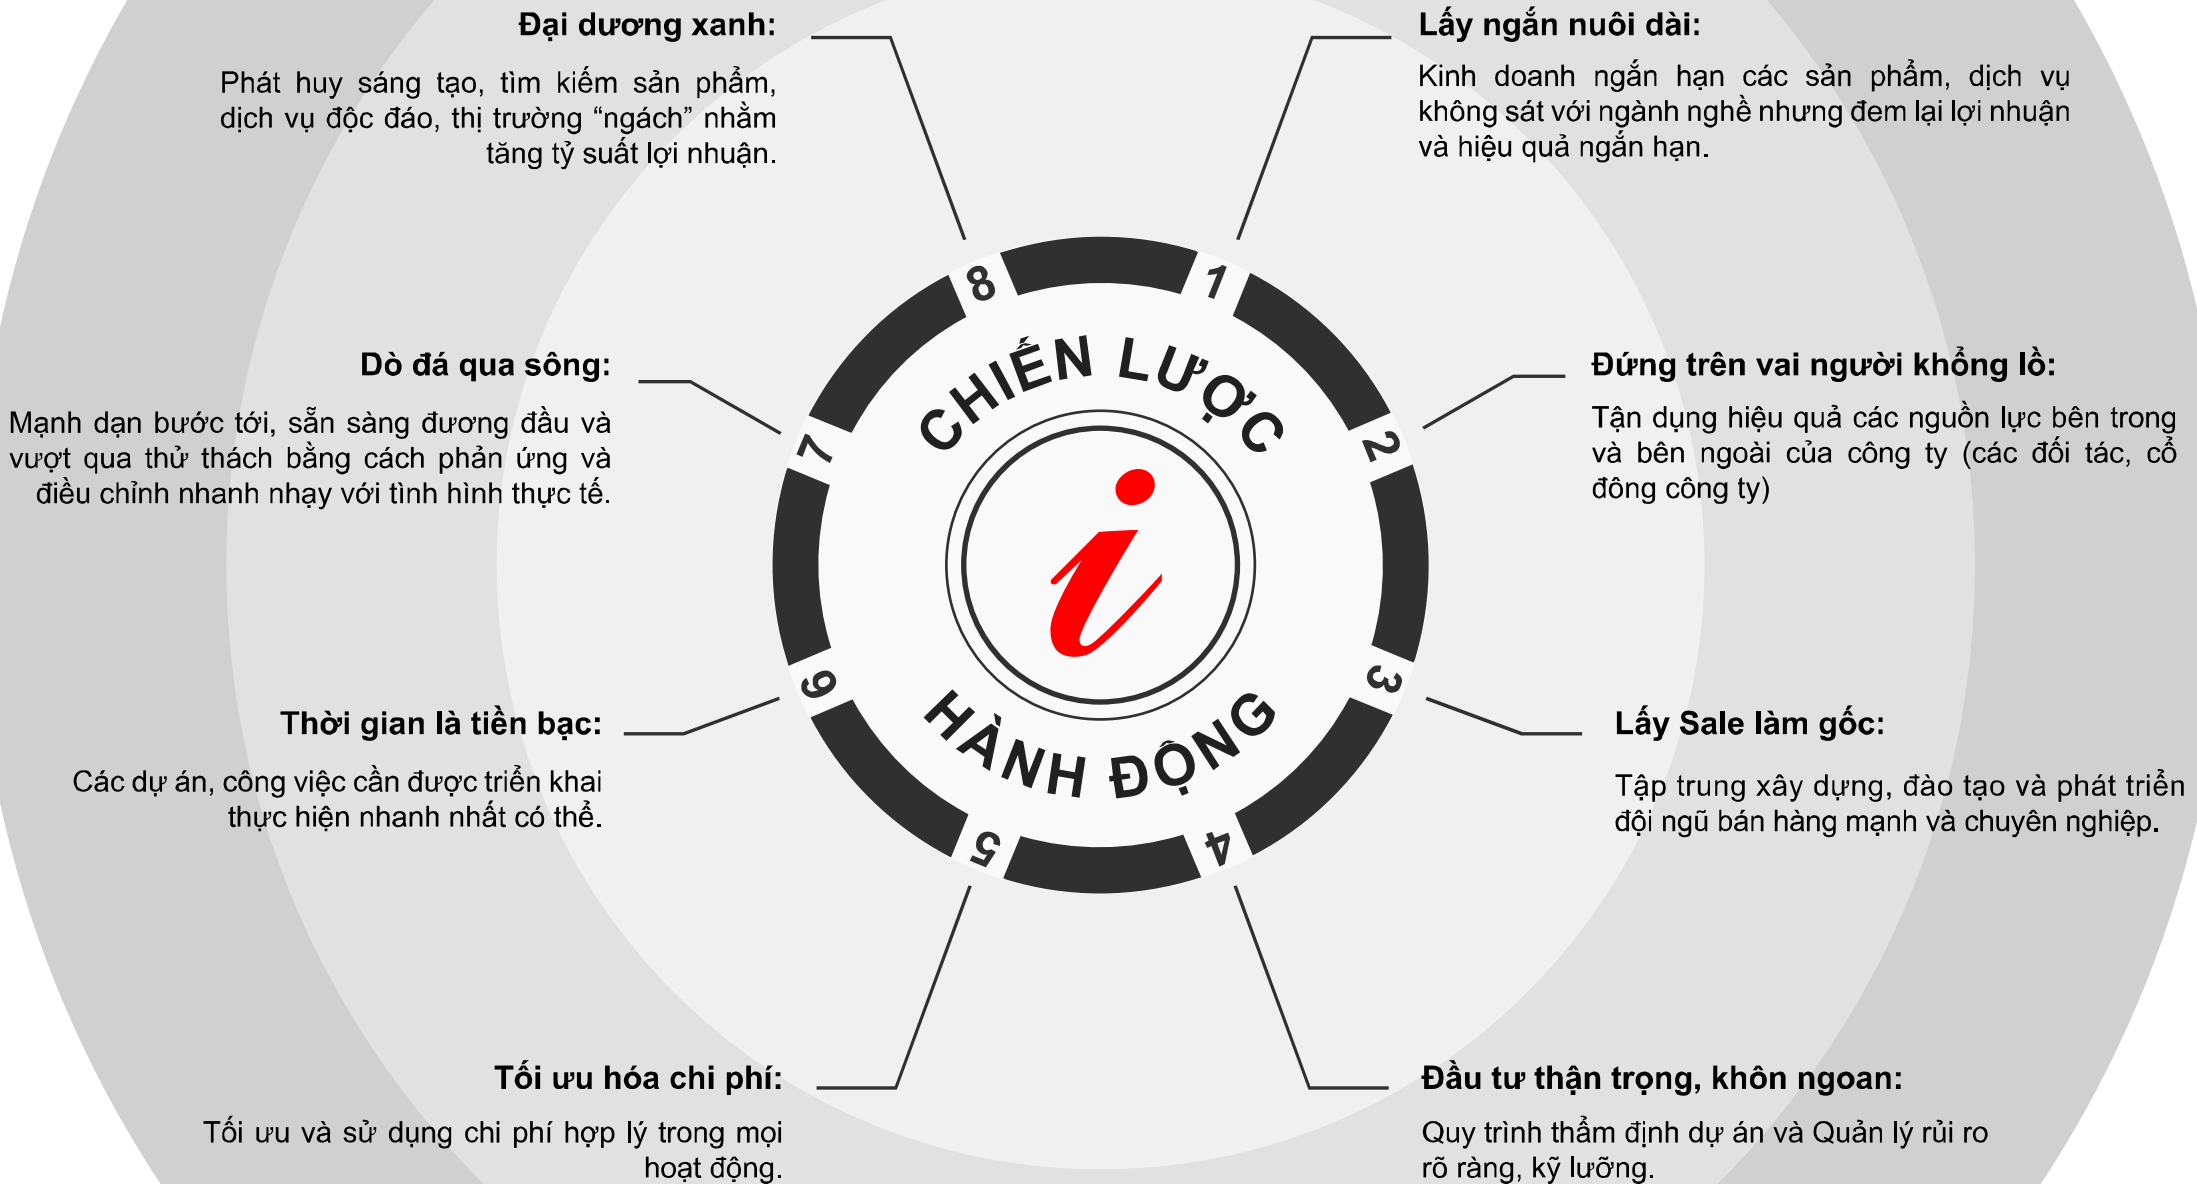 Đại dương xanh:
Phát huy sáng tạo, tìm kiếm sản phẩm,
dịch vụ độc đáo, thị trường “ngách” nhằm
tăng tỷ suất lợi nhuận.
Lấy ngắn nuôi dài:
Kinh doanh ngắn hạn các sản phẩm, dịch vụ
không sát với ngành nghề nhưng đem lại lợi nhuận
và hiệu quả ngắn hạn.
Dò đá qua sông:
Mạnh dạn bước tới, sẵn sàng đương đầu và
vượt qua thử thách bằng cách phản ứng và
điều chỉnh nhanh nhạy với tình hình thực tế.
Đứng trên vai người khổng lồ:
Tận dụng hiệu quả các nguồn lực bên trong
và bên ngoài của công ty (các đối tác, cổ
đông công ty)
8
1
7
2
CHIẾN LƯỢC
i
HÀNH ĐỘNG
6
3
5
4
Thời gian là tiền bạc:
Các dự án, công việc cần được triển khai
thực hiện nhanh nhất có thể.
Lấy Sale làm gốc:
Tập trung xây dựng, đào tạo và phát triển
đội ngũ bán hàng mạnh và chuyên nghiệp.
Tối ưu hóa chi phí:
Tối ưu và sử dụng chi phí hợp lý trong mọi
hoạt động.
Đầu tư thận trọng, khôn ngoan:
Quy trình thẩm định dự án và Quản lý rủi ro
rõ ràng, kỹ lưỡng.